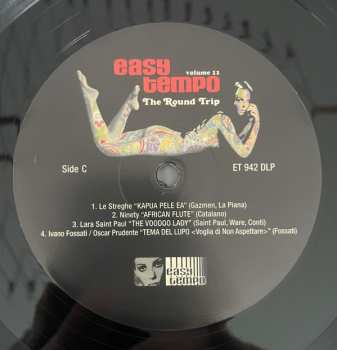 easy
volume 11
tempo
The Round Trip
Side C
ET 942 DLP
1. Le Streghe "KAPUA PELE EA" (Gazmen, La Piana)
2. Ninety "AFRICAN FLUTE" (Catalano)
3. Lara Saint Paul "THE VOODOO LADY" (Saint Paul, Ware, Conti)
4. Ivano Fossati / Oscar Prudente "TEMA DEL LUPO <Voglia di Non Aspettare>" (Fossati)
easy
tempo